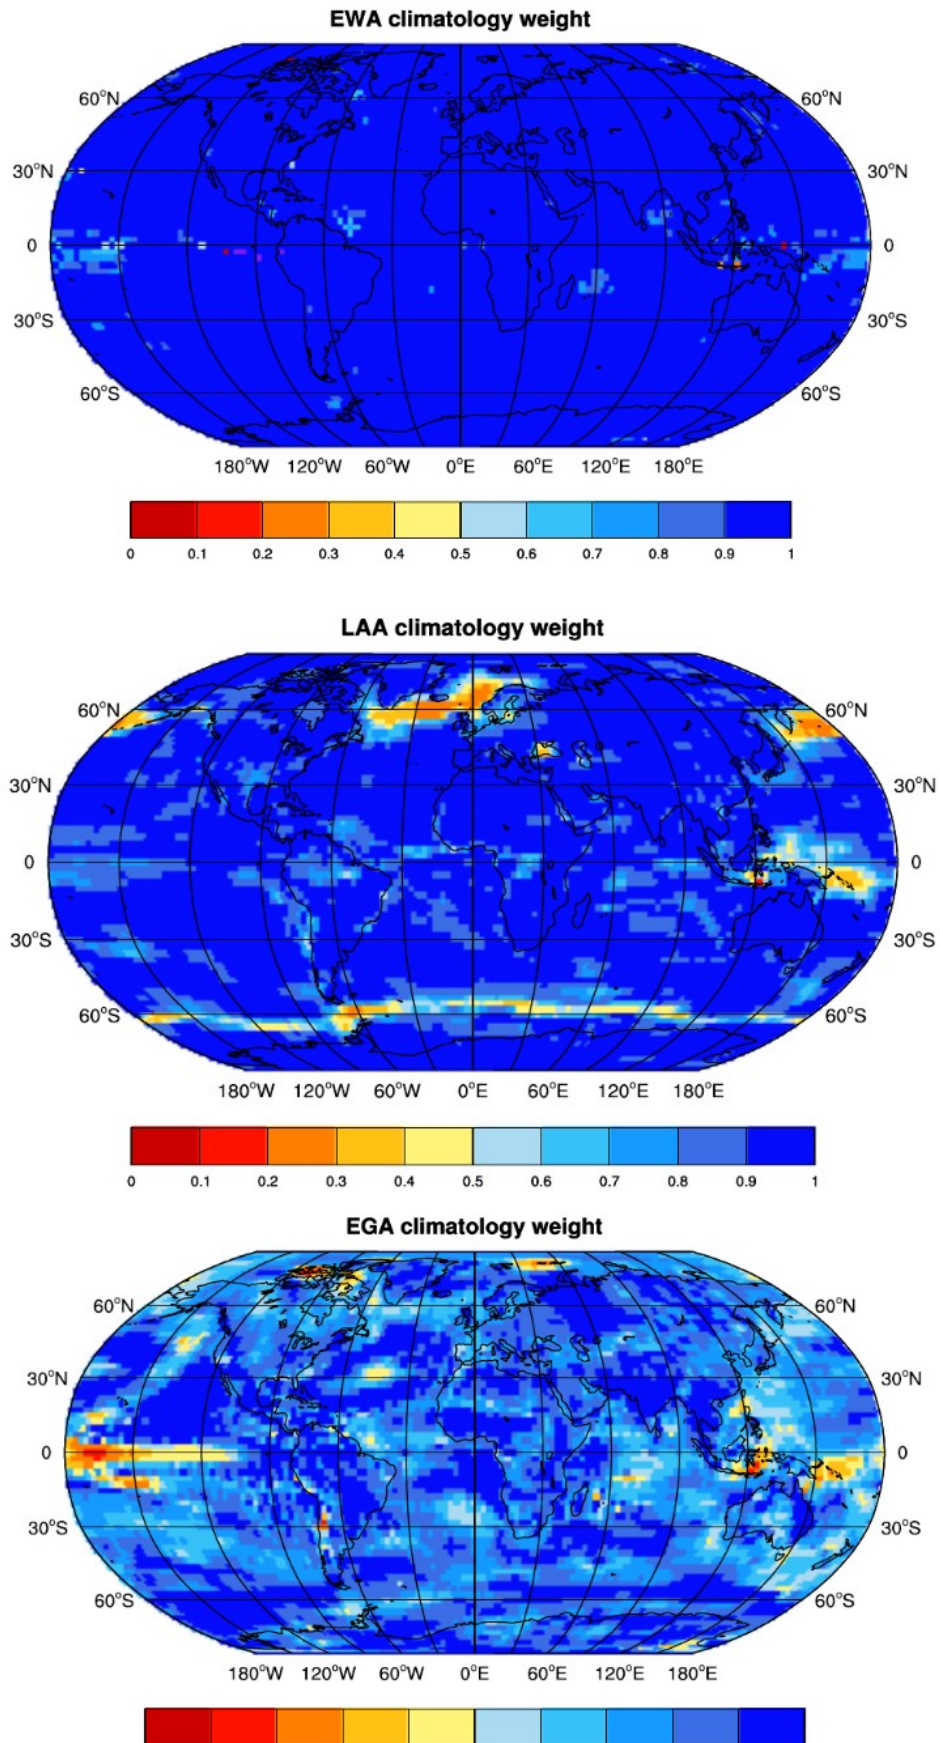 EWA climatology weight
60°N 60°N
30°N 30°N
0 0
30°S 30°S
60°S 60°S
180°W 120°W 60°W 0°E 60°E 120°E 180°E
0 0.1 0.2 0.3 0.4 0.5 0.6 0.7 0.8 0.9 1
LAA climatology weight
60°N 60°N
30°N 30°N
0 0
30°S 30°S
60°S 60°S
180°W 120°W 60°W 0°E 60°E 120°E 180°E
0 0.1 0.2 0.3 0.4 0.5 0.6 0.7 0.8 0.9 1
EGA climatology weight
60°N 60°N
30°N 30°N
0 0
30°S 30°S
60°S 60°S
180°W 120°W 60°W 0°E 60°E 120°E 180°E